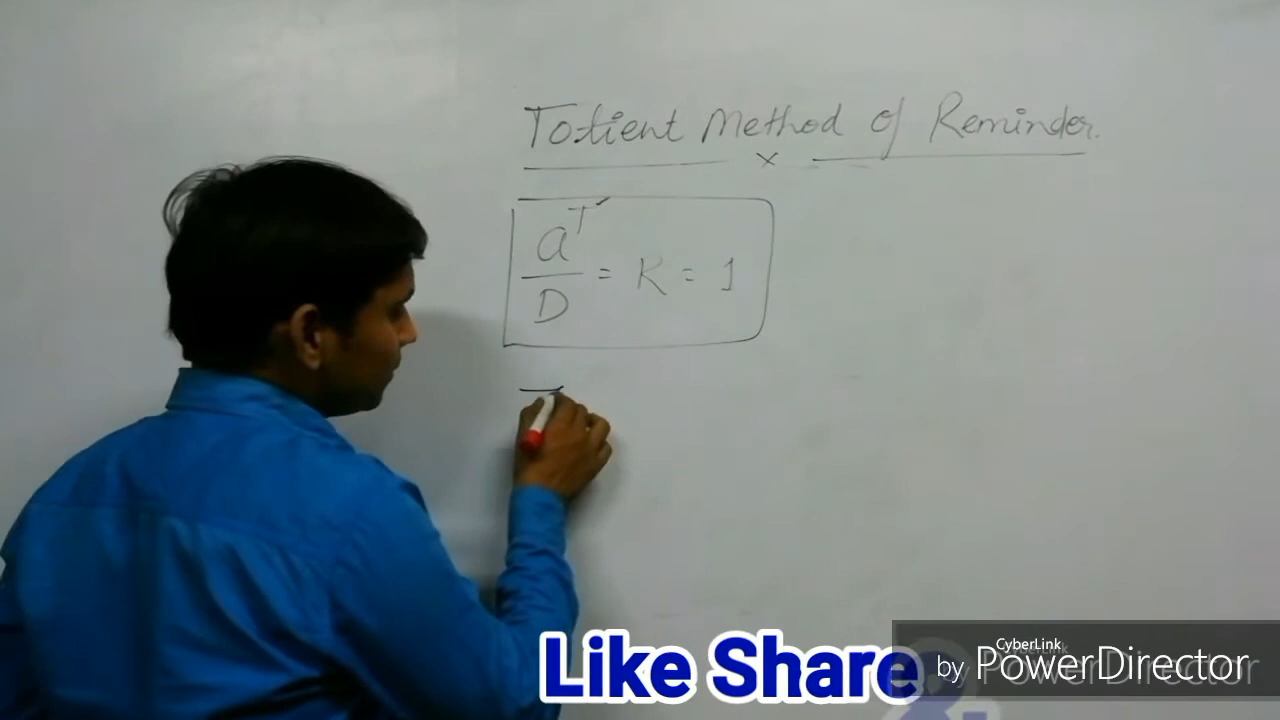 Totient Method of Reminder.
x
a^T
D
= K = 1
Like Share &
CyberLink
by PowerDirector